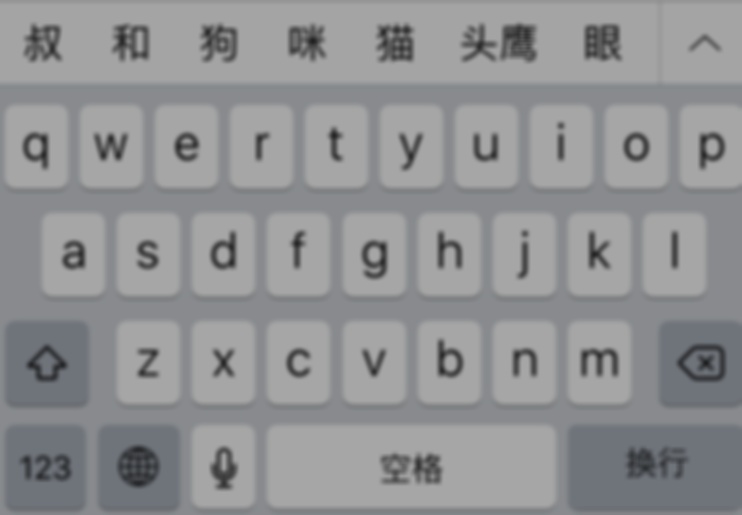 叔 和 狗 咪 猫 头鹰 眼
q w e r t y u i o p
a s d f g h j k l
z x c v b n m
123 空格 换行